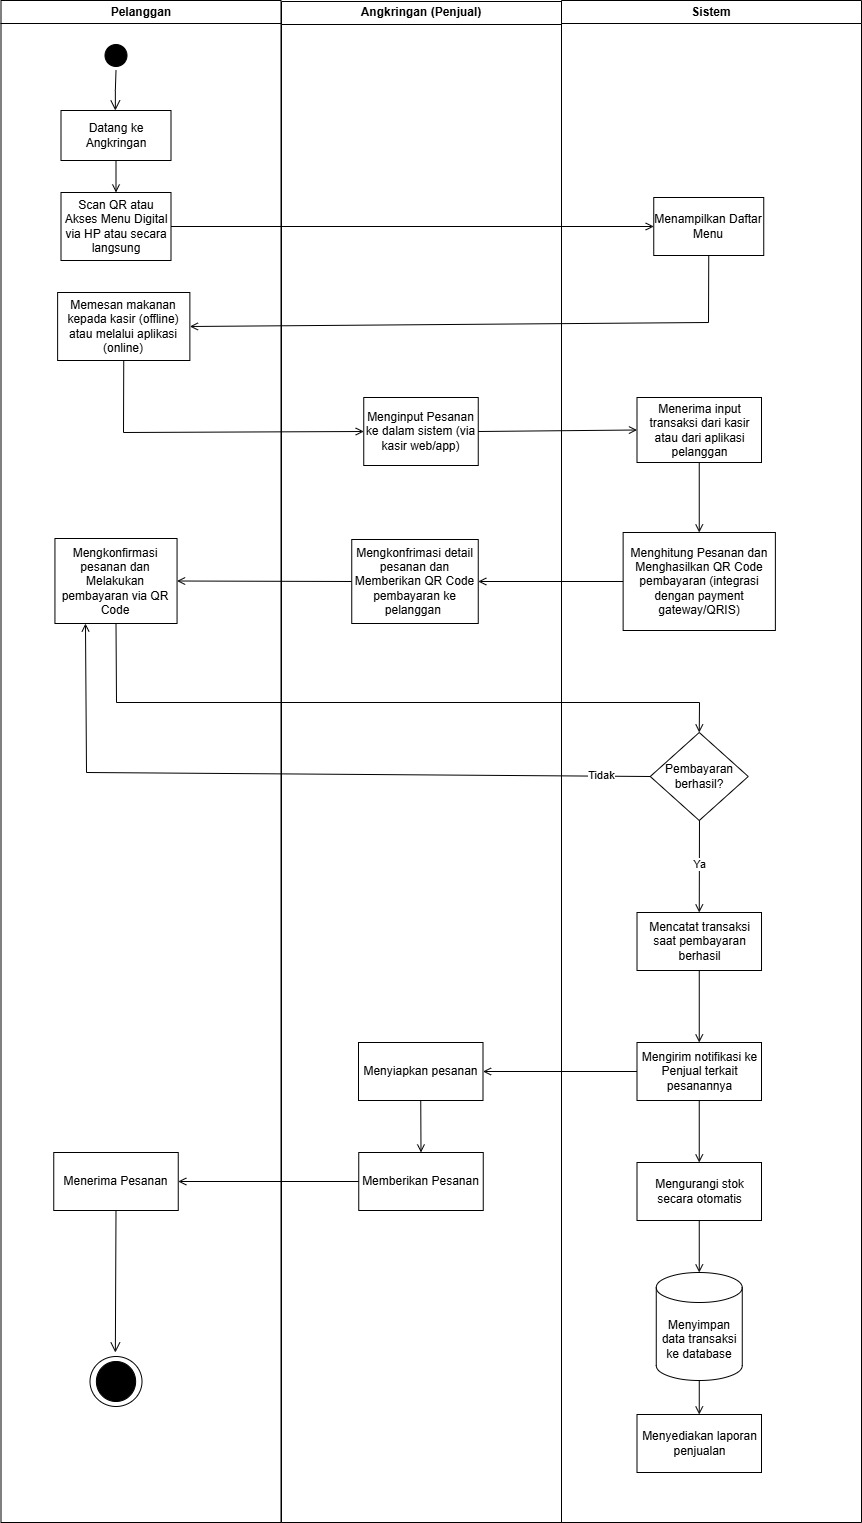 Pelanggan
Angkringan (Penjual)
Sistem
Datang ke
Angkringan
Scan QR atau
Akses Menu Digital
via HP atau secara
langsung
Menampilkan Daftar
Menu
Memesan makanan
kepada kasir (offline)
atau melalui aplikasi
(online)
Menginput Pesanan
ke dalam sistem (via
kasir web/app)
Menerima input
transaksi dari kasir
atau dari aplikasi
pelanggan
Mengkonfirmasi
pesanan dan
Melakukan
pembayaran via QR
Code
Mengkonfrimasi detail
pesanan dan
Memberikan QR Code
pembayaran ke
pelanggan
Menghitung Pesanan dan
Menghasilkan QR Code
pembayaran (integrasi
dengan payment
gateway/QRIS)
Pembayaran
berhasil?
Tidak
Ya
Mencatat transaksi
saat pembayaran
berhasil
Menyiapkan pesanan
Mengirim notifikasi ke
Penjual terkait
pesanannya
Menerima Pesanan
Memberikan Pesanan
Mengurangi stok
secara otomatis
Menyimpan
data transaksi
ke database
Menyediakan laporan
penjualan